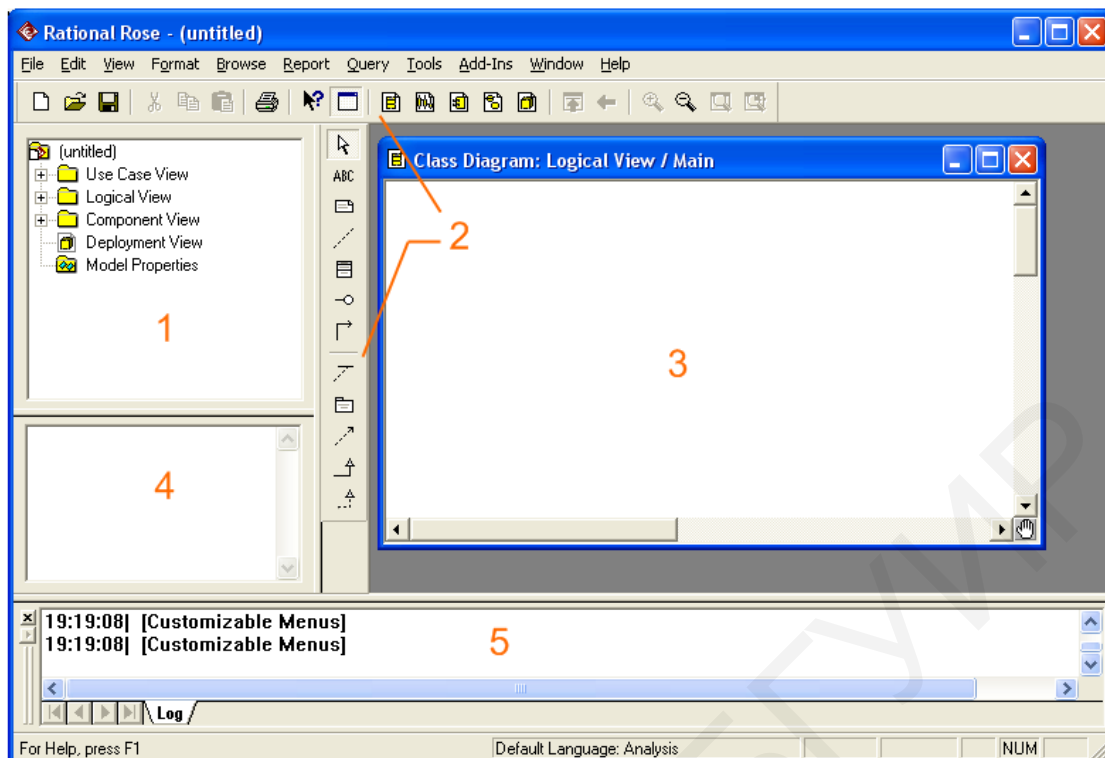 Rational Rose - (untitled)
File Edit View Format Browse Report Query Tools Add-Ins Window Help
(untitled)
Use Case View
Logical View
Component View
Deployment View
Model Properties
1
ABC
2
Class Diagram: Logical View / Main
3
4
19:19:08| [Customizable Menus]
19:19:08| [Customizable Menus]
5
Log
For Help, press F1 Default Language: Analysis NUM
БГУИР